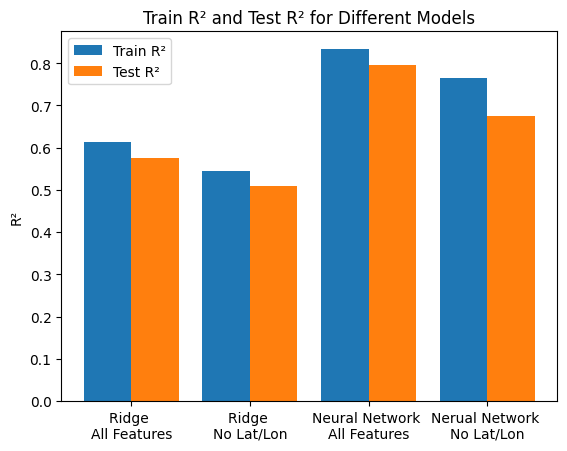 Train R² and Test R² for Different Models
Train R²
Test R²
R²
0.8
0.7
0.6
0.5
0.4
0.3
0.2
0.1
0.0
Ridge
All Features
Ridge
No Lat/Lon
Neural Network
All Features
Nerual Network
No Lat/Lon